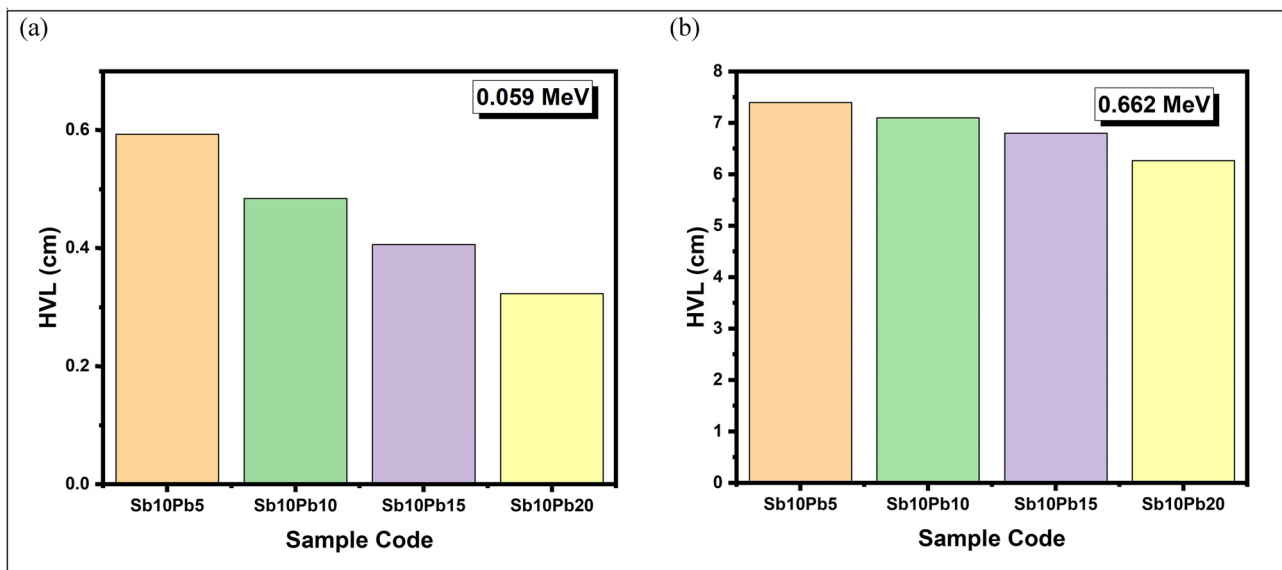 (a)
0.059 MeV
HVL (cm)
0.6
0.4
0.2
0.0
Sb10Pb5 Sb10Pb10 Sb10Pb15 Sb10Pb20
Sample Code
(b)
0.662 MeV
HVL (cm)
8
7
6
5
4
3
2
1
0
Sb10Pb5 Sb10Pb10 Sb10Pb15 Sb10Pb20
Sample Code